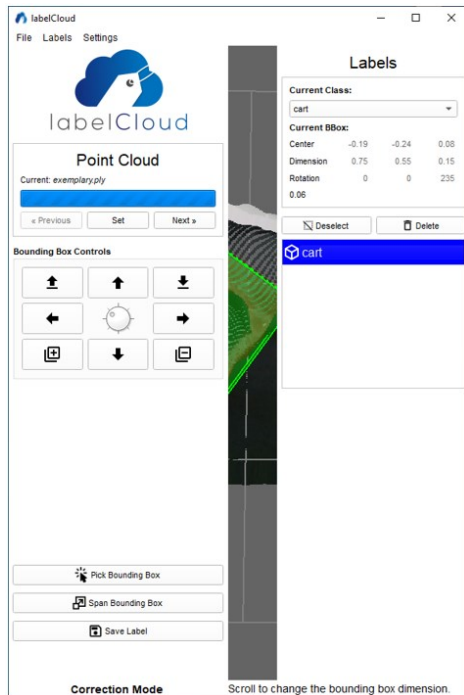 labelCloud
File Labels Settings
labelCloud
Point Cloud
Current: exemplary.ply
« Previous Set Next »
Bounding Box Controls
Pick Bounding Box
Span Bounding Box
Save Label
Labels
Current Class:
cart
Current BBox:
Center -0.19 -0.24 0.08
Dimension 0.75 0.55 0.15
Rotation 0 0 235
0.06
Deselect Delete
cart
Correction Mode Scroll to change the bounding box dimension.